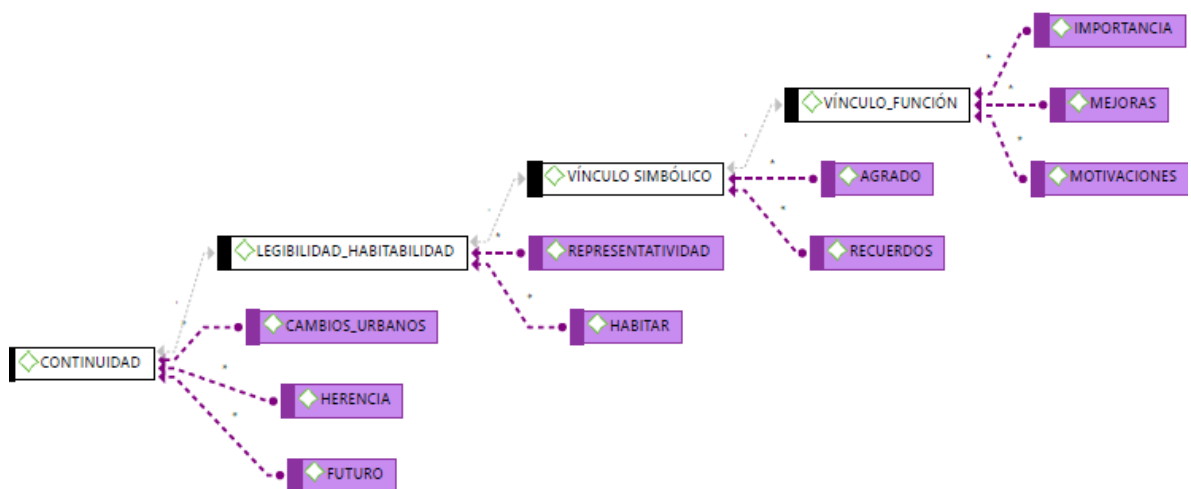 IMPORTANCIA
VÍNCULO_FUNCIÓN
MEJORAS
VÍNCULO SIMBÓLICO
AGRADO
MOTIVACIONES
LEGIBILIDAD_HABITABILIDAD
REPRESENTATIVIDAD
RECUERDOS
CAMBIOS_URBANOS
HABITAR
CONTINUIDAD
HERENCIA
FUTURO